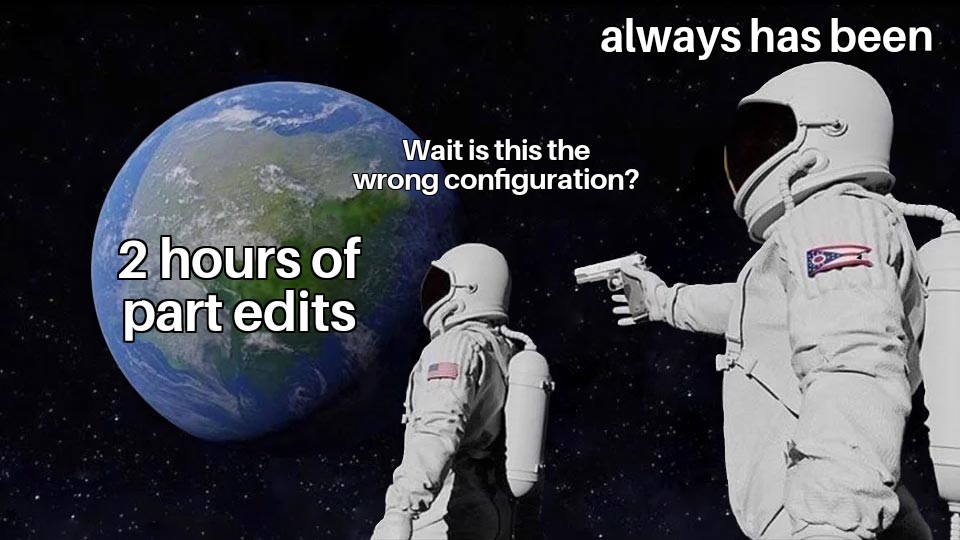 always has been
Wait is this the
wrong configuration?
2 hours of
part edits